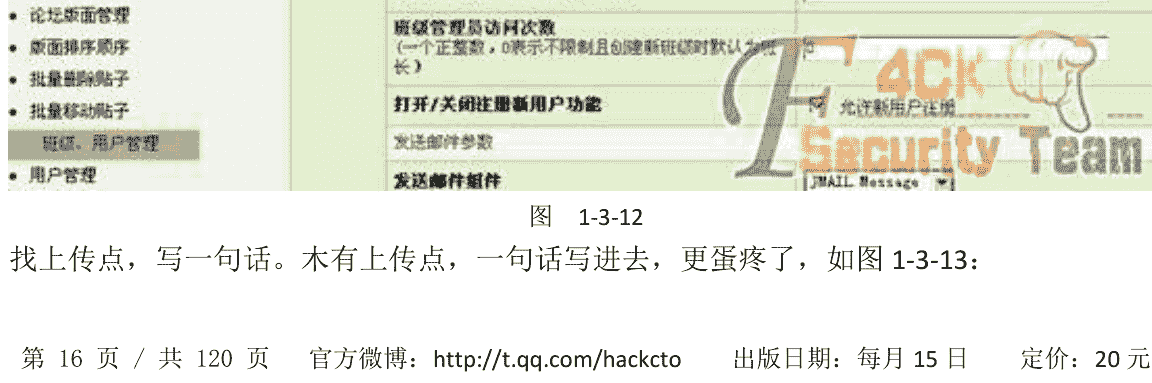 论坛版面管理
版面排序顺序
批量删除贴子
批量移动贴子
班级、用户管理
用户管理
班级管理员访问次数
(一个正整数，0表示不限制且创建新班级时默认为班
长)
打开/关闭注册新用户功能
允许新用户注册
发送邮件参数
发送邮件组件
JMAIL Message
F4CK
Security Team
图 1-3-12
找上传点，写一句话。木有上传点，一句话写进去，更蛋疼了，如图1-3-13：
第 16 页 / 共 120 页 官方微博：http://t.qq.com/hackcto 出版日期：每月15日 定价：20元